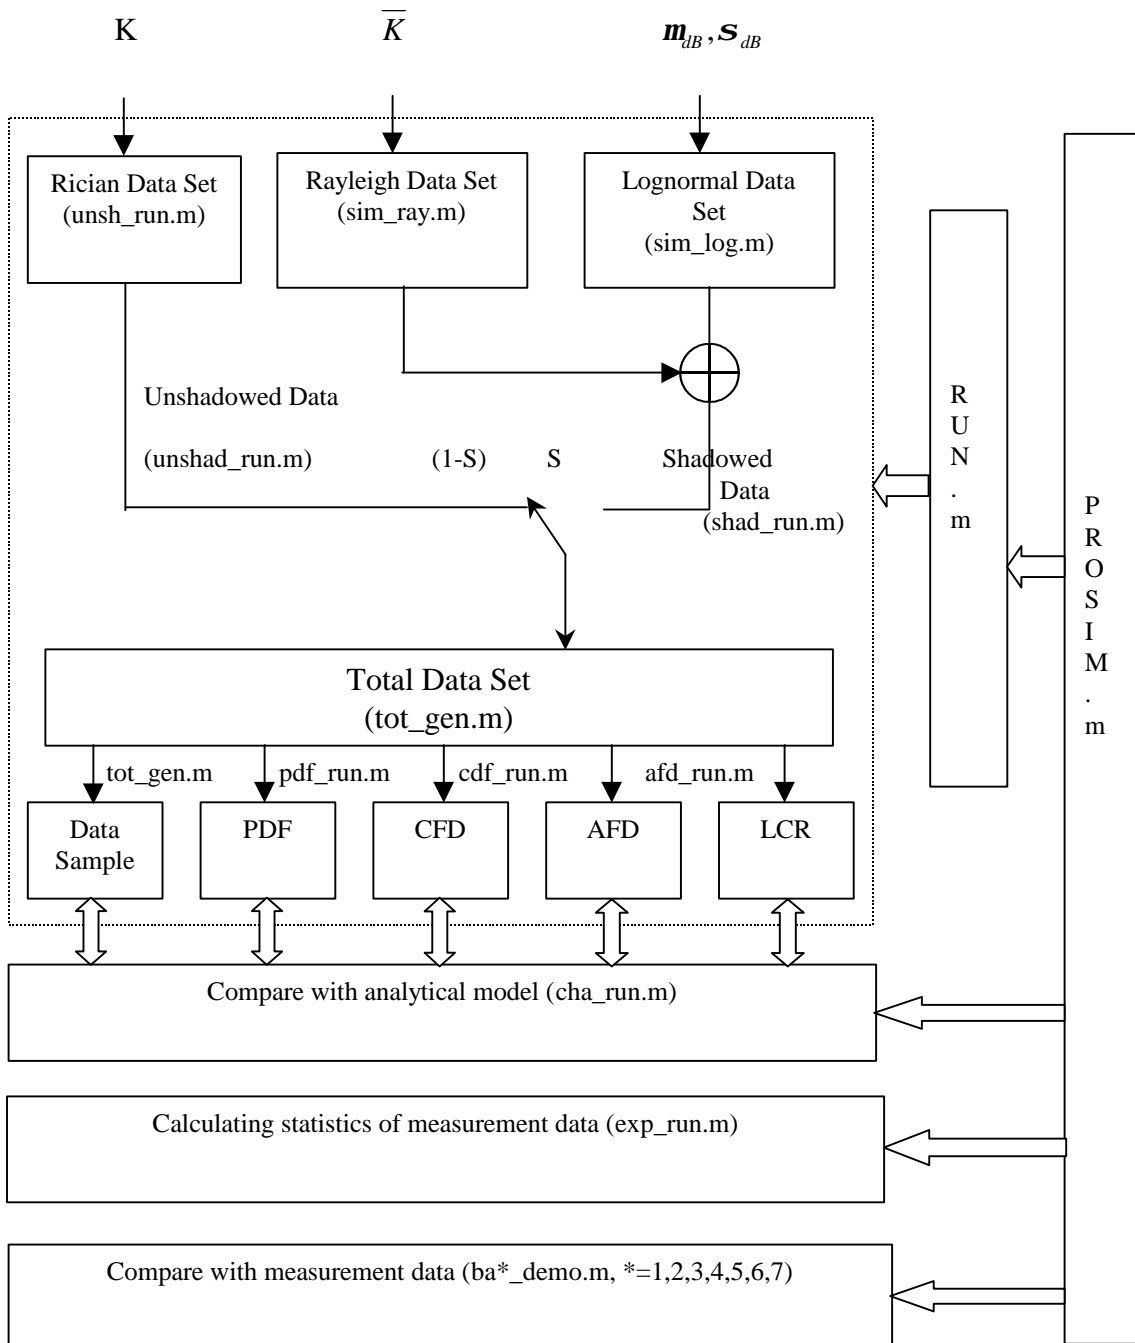 K
K̅
m_dB, s_dB
Rician Data Set
(unsh_run.m)
Rayleigh Data Set
(sim_ray.m)
Lognormal Data
Set
(sim_log.m)
Unshadowed Data
(unshad_run.m)
(1-S)
S
Shadowed
Data
(shad_run.m)
Total Data Set
(tot_gen.m)
tot_gen.m
pdf_run.m
cdf_run.m
afd_run.m
Data
Sample
PDF
CFD
AFD
LCR
Compare with analytical model (cha_run.m)
Calculating statistics of measurement data (exp_run.m)
Compare with measurement data (ba*_demo.m, *=1,2,3,4,5,6,7)
R
U
N
.
m
P
R
O
S
I
M
.
m